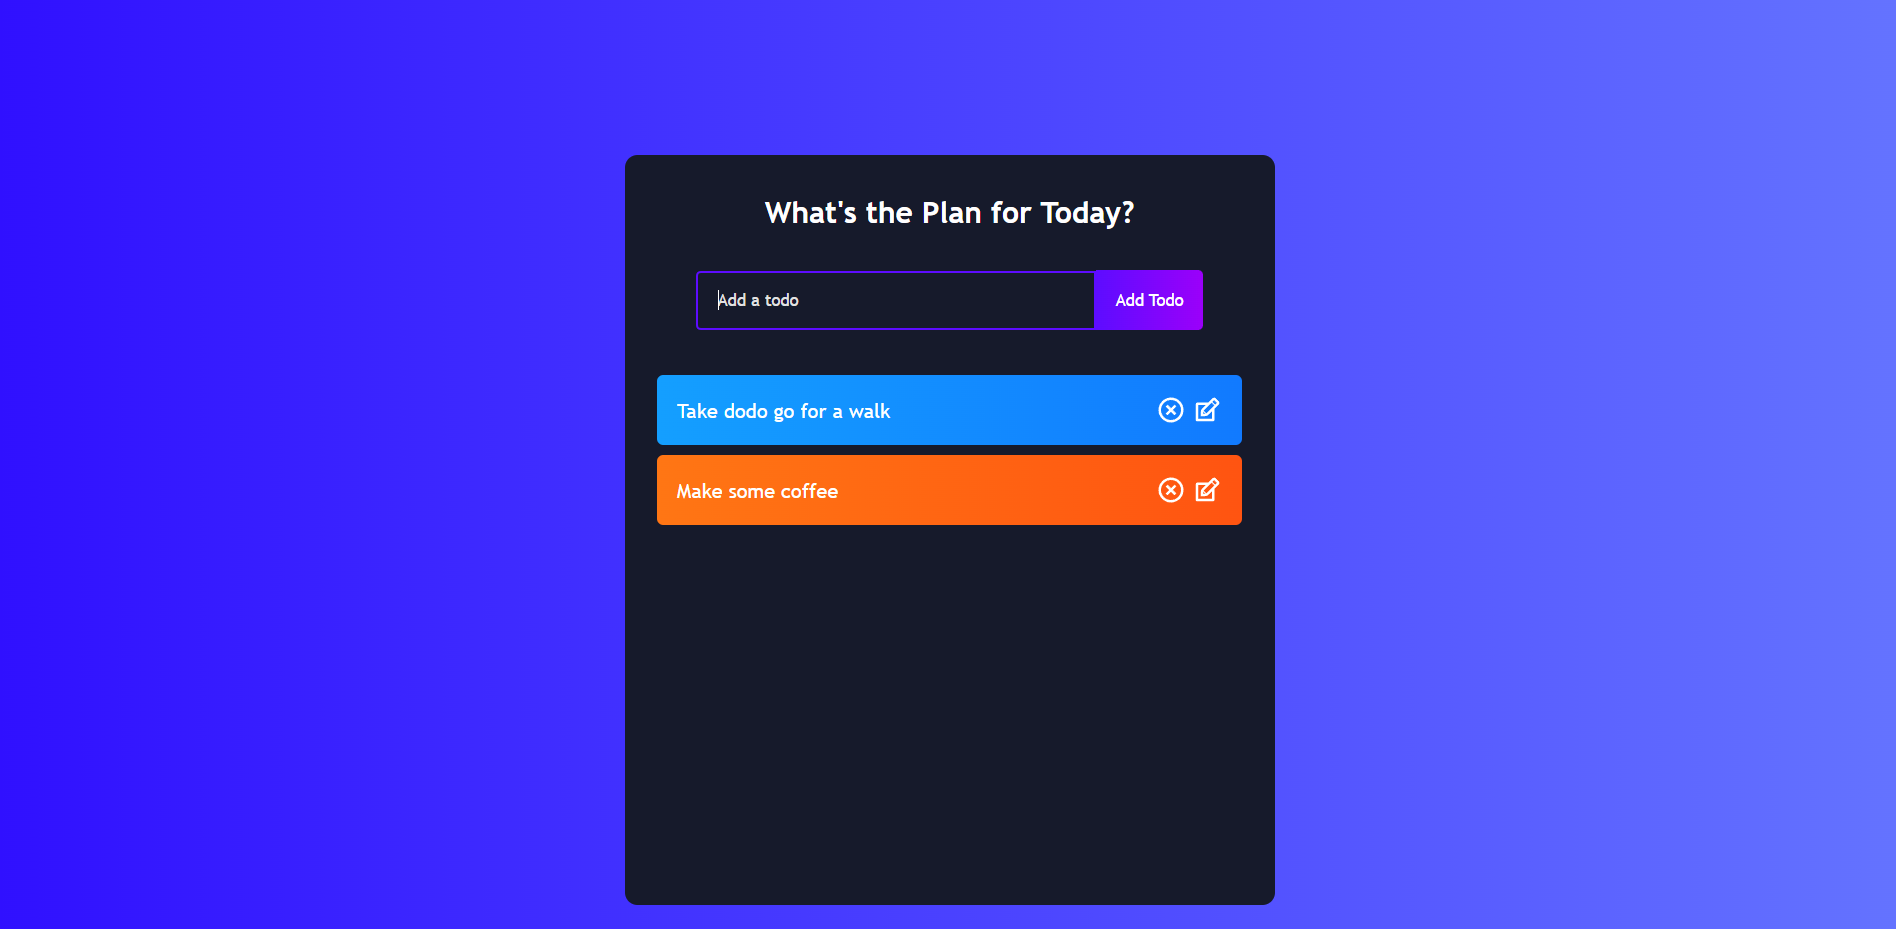 What's the Plan for Today?
Add a todo
Add Todo
Take dodo go for a walk
Make some coffee